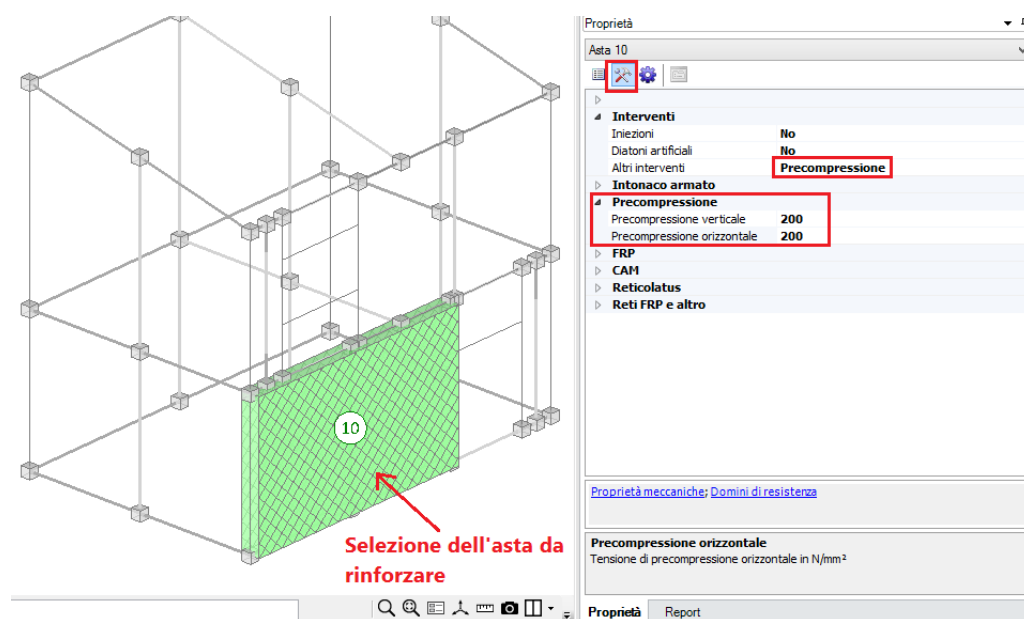 Proprietà
Asta 10
Interventi
Iniezioni No
Diatoni artificiali No
Altri interventi Precompressione
Intonaco armato
Precompressione
Precompressione verticale 200
Precompressione orizzontale 200
FRP
CAM
Reticolatus
Reti FRP e altro
10
Selezione dell'asta da
rinforzare
Proprietà meccaniche; Domini di resistenza
Precompressione orizzontale
Tensione di precompressione orizzontale in N/mm²
Proprietà Report